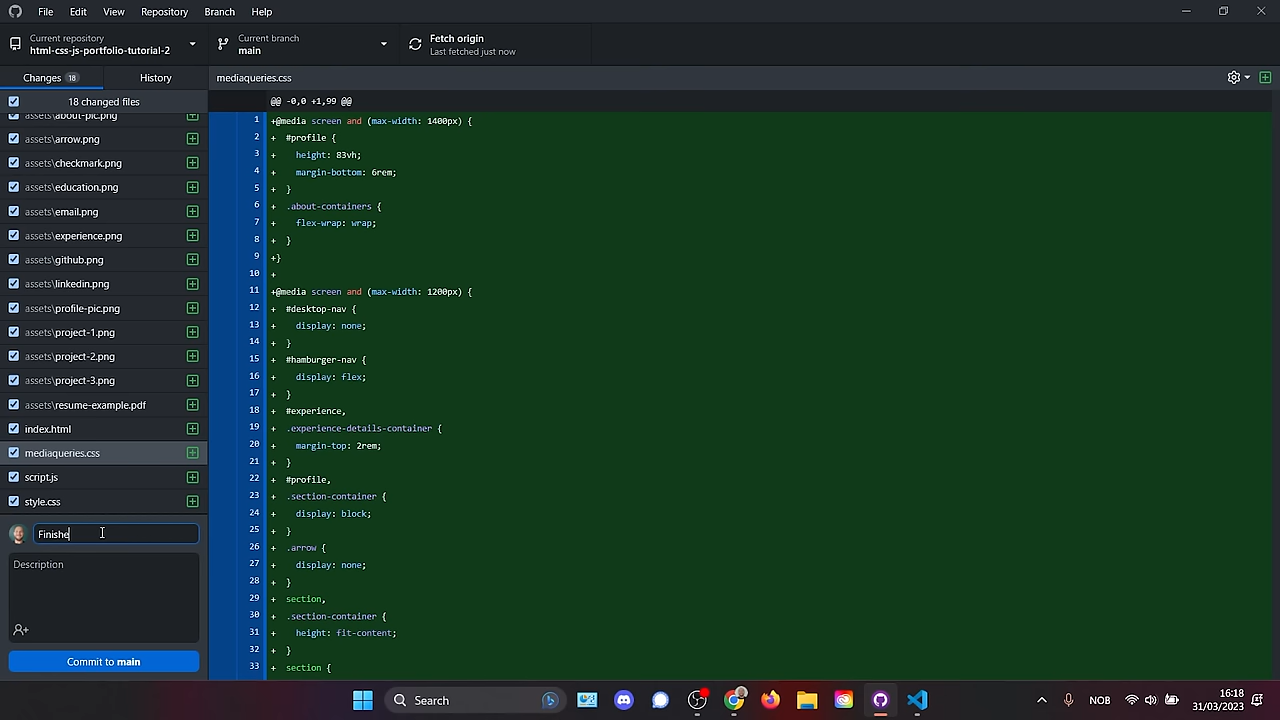 File Edit View Repository Branch Help
Current repository
html-css-js-portfolio-tutorial-2
Current branch
main
Fetch origin
Last fetched just now
Changes 18 History
mediaqueries.css
18 changed files
assets\about-pic.png
assets\arrow.png
assets\checkmark.png
assets\education.png
assets\email.png
assets\experience.png
assets\github.png
assets\linkedin.png
assets\profile-pic.png
assets\project-1.png
assets\project-2.png
assets\project-3.png
assets\resume-example.pdf
index.html
mediaqueries.css
script.js
style.css
Finishe
Description
Commit to main
@@ -0,0 +1,99 @@
1 +@media screen and (max-width: 1400px) {
2 + #profile {
3 + height: 83vh;
4 + margin-bottom: 6rem;
5 + }
6 + .about-containers {
7 + flex-wrap: wrap;
8 + }
9 +}
10 +
11 +@media screen and (max-width: 1200px) {
12 + #desktop-nav {
13 + display: none;
14 + }
15 + #hamburger-nav {
16 + display: flex;
17 + }
18 + #experience,
19 + .experience-details-container {
20 + margin-top: 2rem;
21 + }
22 + #profile,
23 + .section-container {
24 + display: block;
25 + }
26 + .arrow {
27 + display: none;
28 + }
29 + section,
30 + .section-container {
31 + height: fit-content;
32 + }
33 + section {
Search
NOB
16:18
31/03/2023